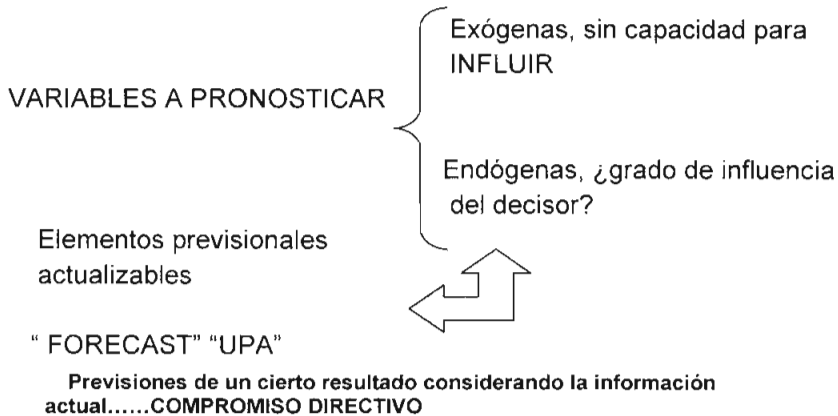 Exógenas, sin capacidad para
INFLUIR
VARIABLES A PRONOSTICAR
Endógenas, ¿grado de influencia
del decisor?
Elementos previsionales
actualizables
“ FORECAST” “UPA”
Previsiones de un cierto resultado considerando la información
actual......COMPROMISO DIRECTIVO